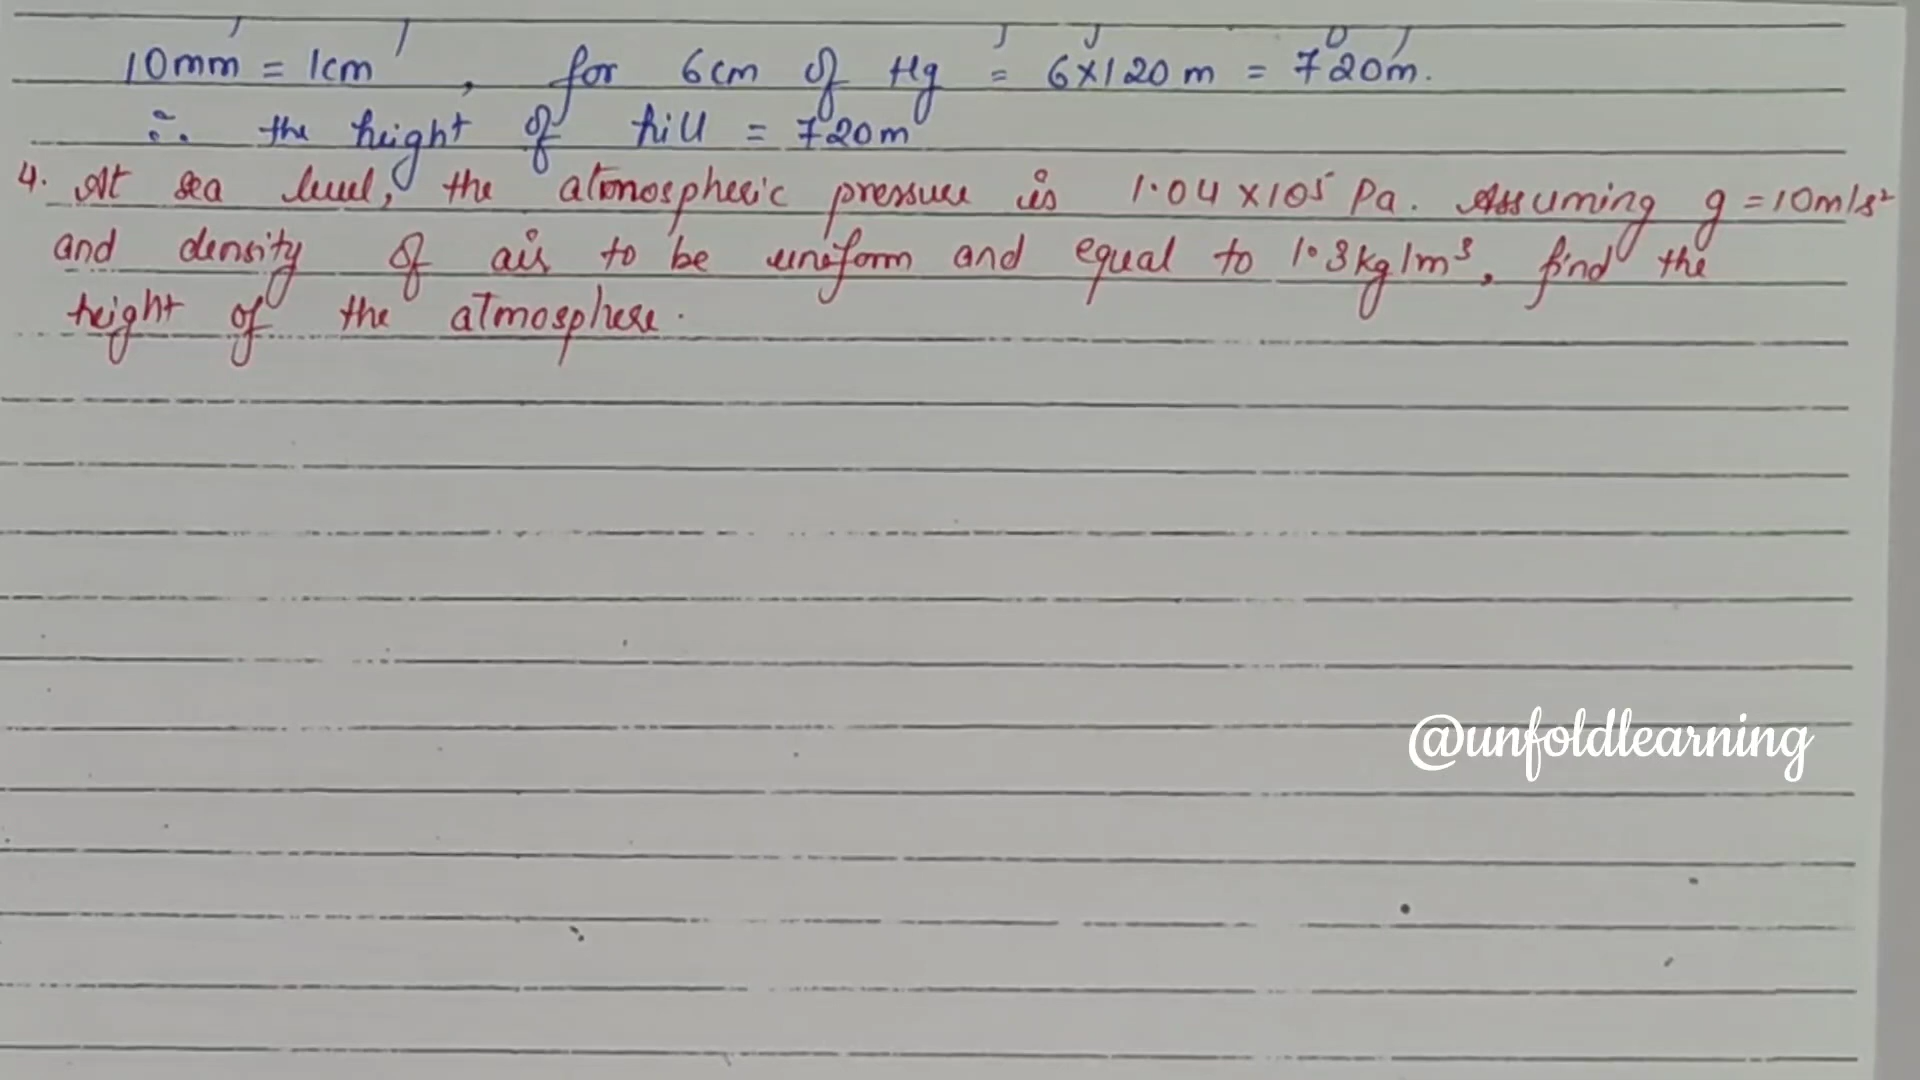 10mm = 1cm , for 6cm of Hg = 6×120m = 720m.
∴ the height of hill = 720m
4. At sea level, the atmospheric pressure is 1.04 × 10⁵ Pa. Assuming g = 10m/s²
and density of air to be uniform and equal to 1.3kg/m³, find the
height of the atmosphere.
@unfoldlearning